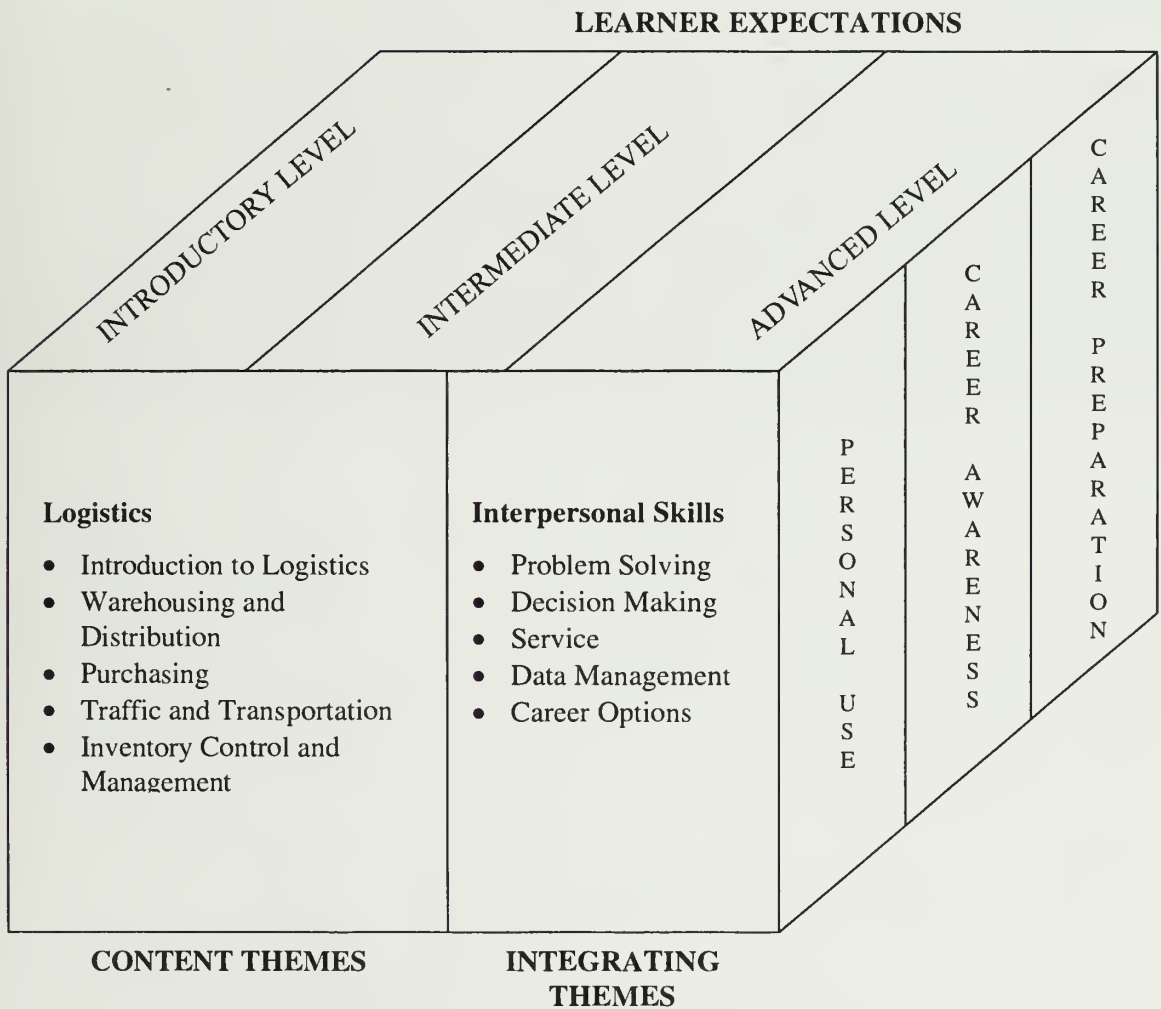 LEARNER EXPECTATIONS
INTRODUCTORY LEVEL
INTERMEDIATE LEVEL
ADVANCED LEVEL
PERSONAL USE
CAREER AWARENESS
CAREER PREPARATION
Logistics
• Introduction to Logistics
• Warehousing and
Distribution
• Purchasing
• Traffic and Transportation
• Inventory Control and
Management
Interpersonal Skills
• Problem Solving
• Decision Making
• Service
• Data Management
• Career Options
CONTENT THEMES
INTEGRATING
THEMES